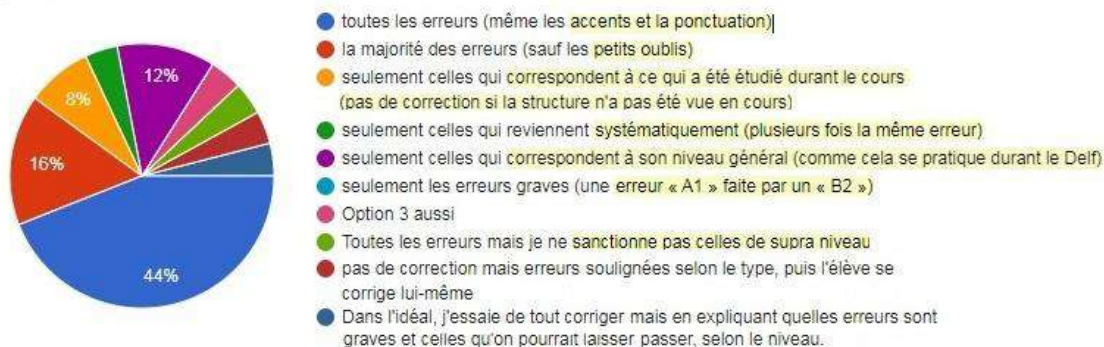 toutes les erreurs (même les accents et la ponctuation)
la majorité des erreurs (sauf les petits oublis)
seulement celles qui correspondent à ce qui a été étudié durant le cours
(pas de correction si la structure n'a pas été vue en cours)
seulement celles qui reviennent systématiquement (plusieurs fois la même erreur)
seulement celles qui correspondent à son niveau général (comme cela se pratique durant le Delf)
seulement les erreurs graves (une erreur « A1 » faite par un « B2 »)
Option 3 aussi
Toutes les erreurs mais je ne sanctionne pas celles de supra niveau
pas de correction mais erreurs soulignées selon le type, puis l'élève se
corrige lui-même
Dans l'idéal, j'essaie de tout corriger mais en expliquant quelles erreurs sont
graves et celles qu'on pourrait laisser passer, selon le niveau.
12%
8%
16%
44%